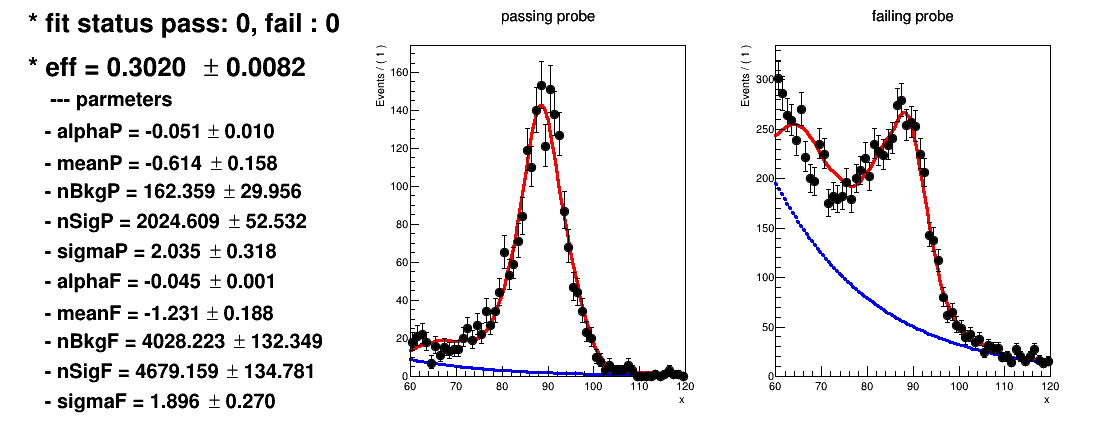 * fit status pass: 0, fail : 0
* eff = 0.3020 ± 0.0082
--- parmeters
- alphaP = -0.051 ± 0.010
- meanP = -0.614 ± 0.158
- nBkgP = 162.359 ± 29.956
- nSigP = 2024.609 ± 52.532
- sigmaP = 2.035 ± 0.318
- alphaF = -0.045 ± 0.001
- meanF = -1.231 ± 0.188
- nBkgF = 4028.223 ± 132.349
- nSigF = 4679.159 ± 134.781
- sigmaF = 1.896 ± 0.270
passing probe
Events / ( 1 )
160
140
120
100
80
60
40
20
0
60 70 80 90 100 110 120
x
failing probe
Events / ( 1 )
300
250
200
150
100
50
0
60 70 80 90 100 110 120
x